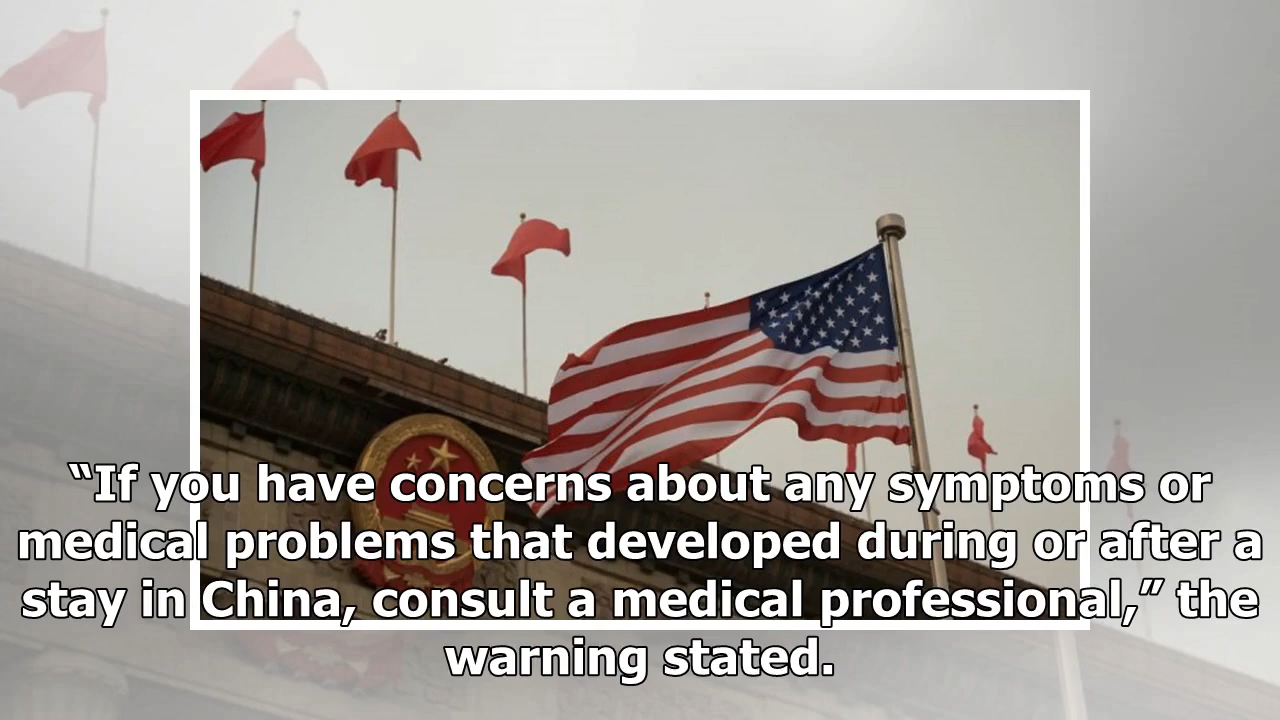 “If you have concerns about any symptoms or
medical problems that developed during or after a
stay in China, consult a medical professional,” the
warning stated.